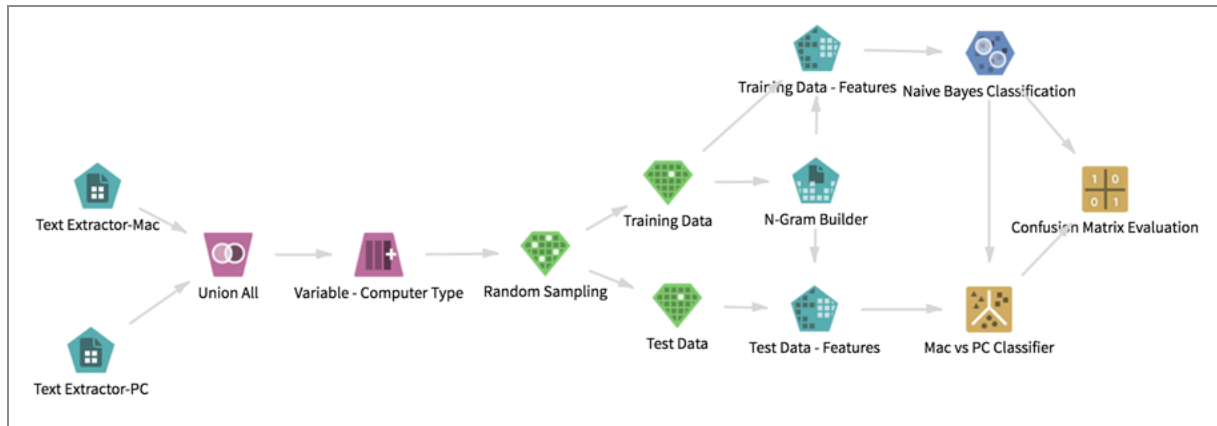 Training Data - Features
Naive Bayes Classification
Text Extractor-Mac
Training Data
N-Gram Builder
1 0
0 1
Confusion Matrix Evaluation
Union All
Variable - Computer Type
Random Sampling
Test Data
Test Data - Features
Mac vs PC Classifier
Text Extractor-PC